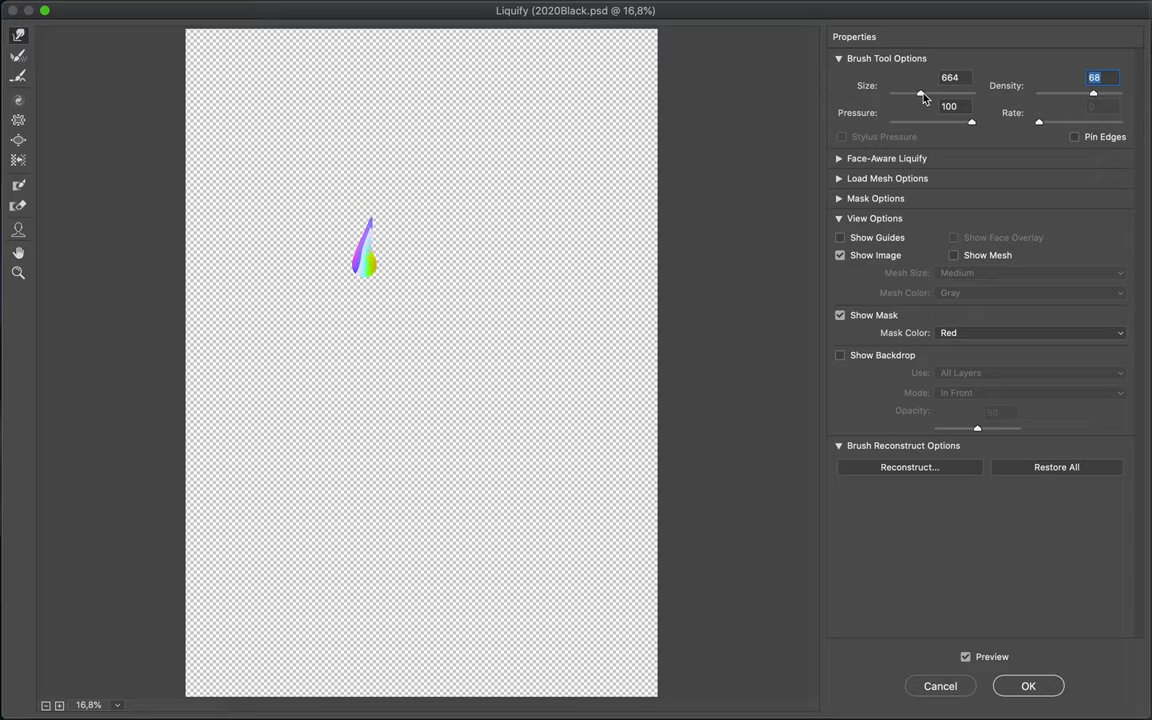 Liquify (2020Black.psd @ 16,8%)
Properties
Brush Tool Options
Size: 664 Density: 68
Pressure: 100 Rate: 0
Stylus Pressure Pin Edges
Face-Aware Liquify
Load Mesh Options
Mask Options
View Options
Show Guides Show Face Overlay
Show Image Show Mesh
Mesh Size: Medium
Mesh Color: Gray
Show Mask
Mask Color: Red
Show Backdrop
Use: All Layers
Mode: In Front
Opacity: 50
Brush Reconstruct Options
Reconstruct... Restore All
Preview
Cancel OK
16,8%